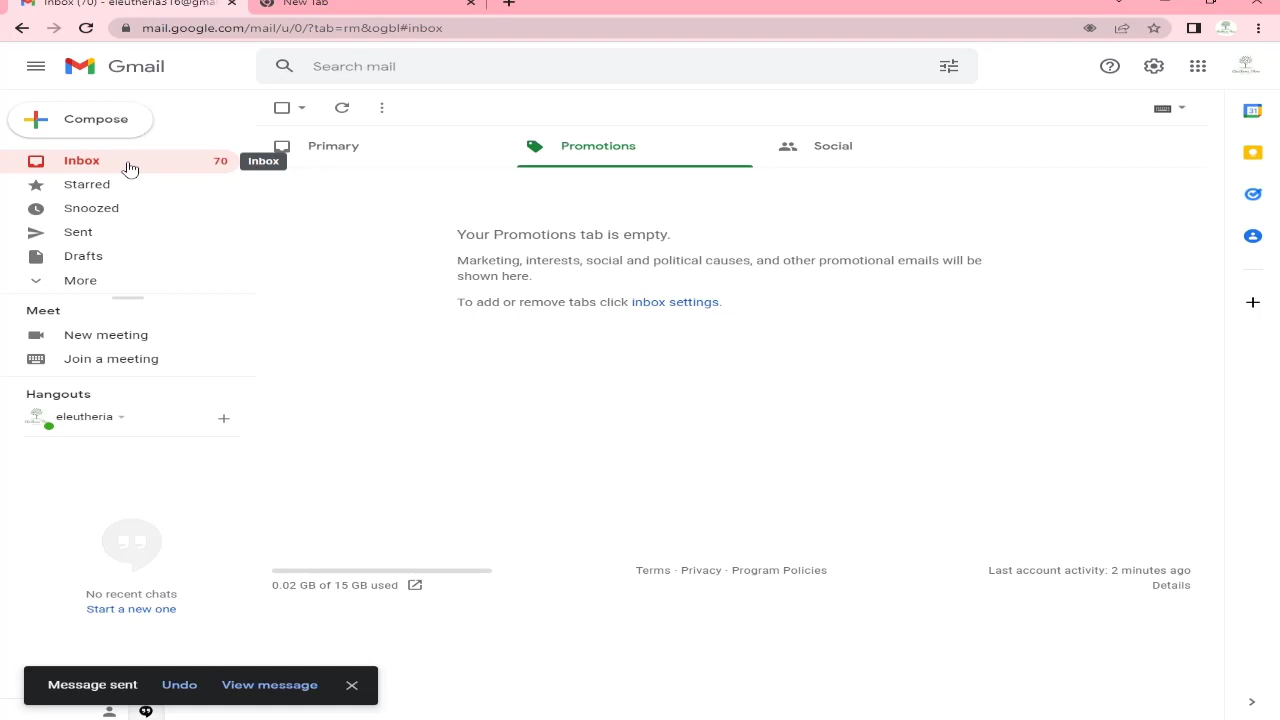 Inbox (70) - eleutheria316@gma
New Tab
mail.google.com/mail/u/0/?tab=rm&ogbl#inbox
Gmail
Search mail
Compose
Inbox 70
Inbox
Starred
Snoozed
Sent
Drafts
More
Meet
New meeting
Join a meeting
Hangouts
eleutheria
No recent chats
Start a new one
Primary
Promotions
Social
Your Promotions tab is empty.
Marketing, interests, social and political causes, and other promotional emails will be
shown here.
To add or remove tabs click inbox settings.
0.02 GB of 15 GB used
Terms · Privacy · Program Policies
Last account activity: 2 minutes ago
Details
Message sent Undo View message
31